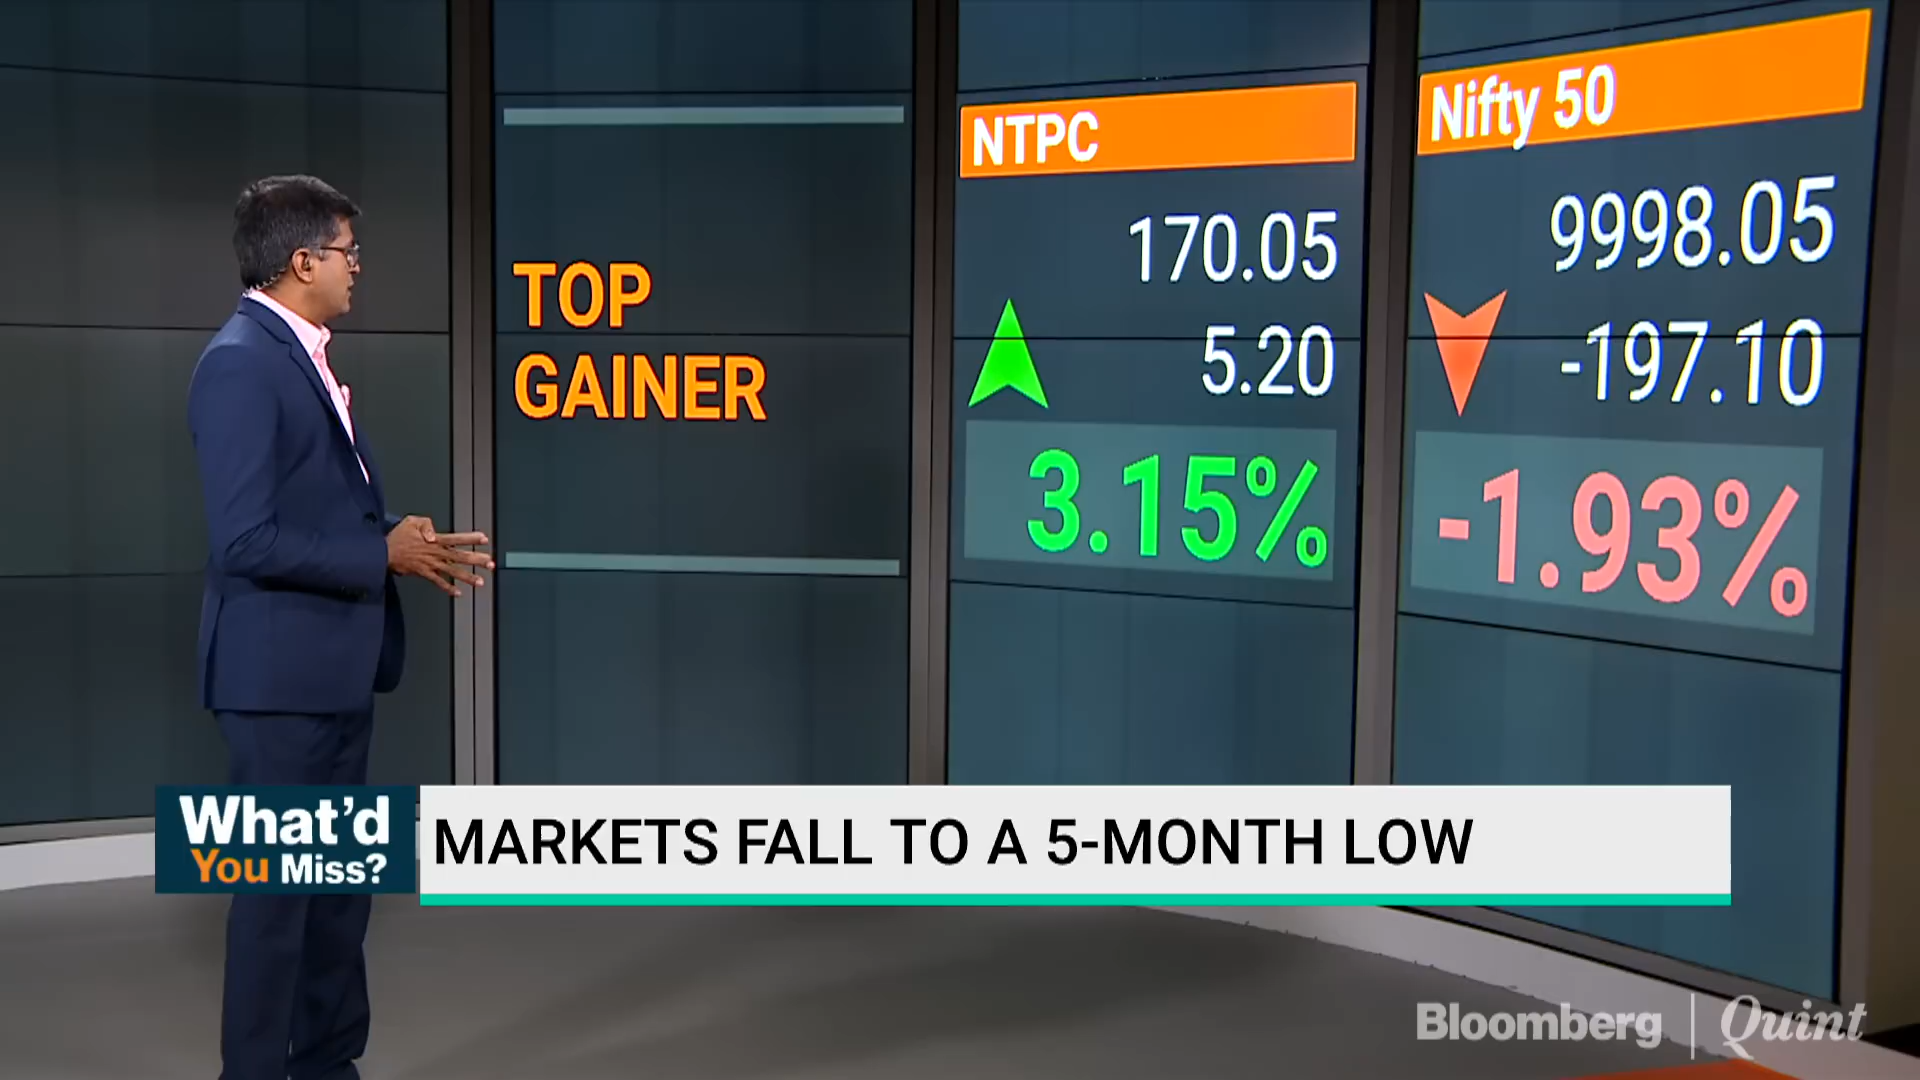 TOP
GAINER
NTPC
170.05
5.20
3.15%
Nifty 50
9998.05
-197.10
-1.93%
What'd
You Miss?
MARKETS FALL TO A 5-MONTH LOW
Bloomberg | Quint